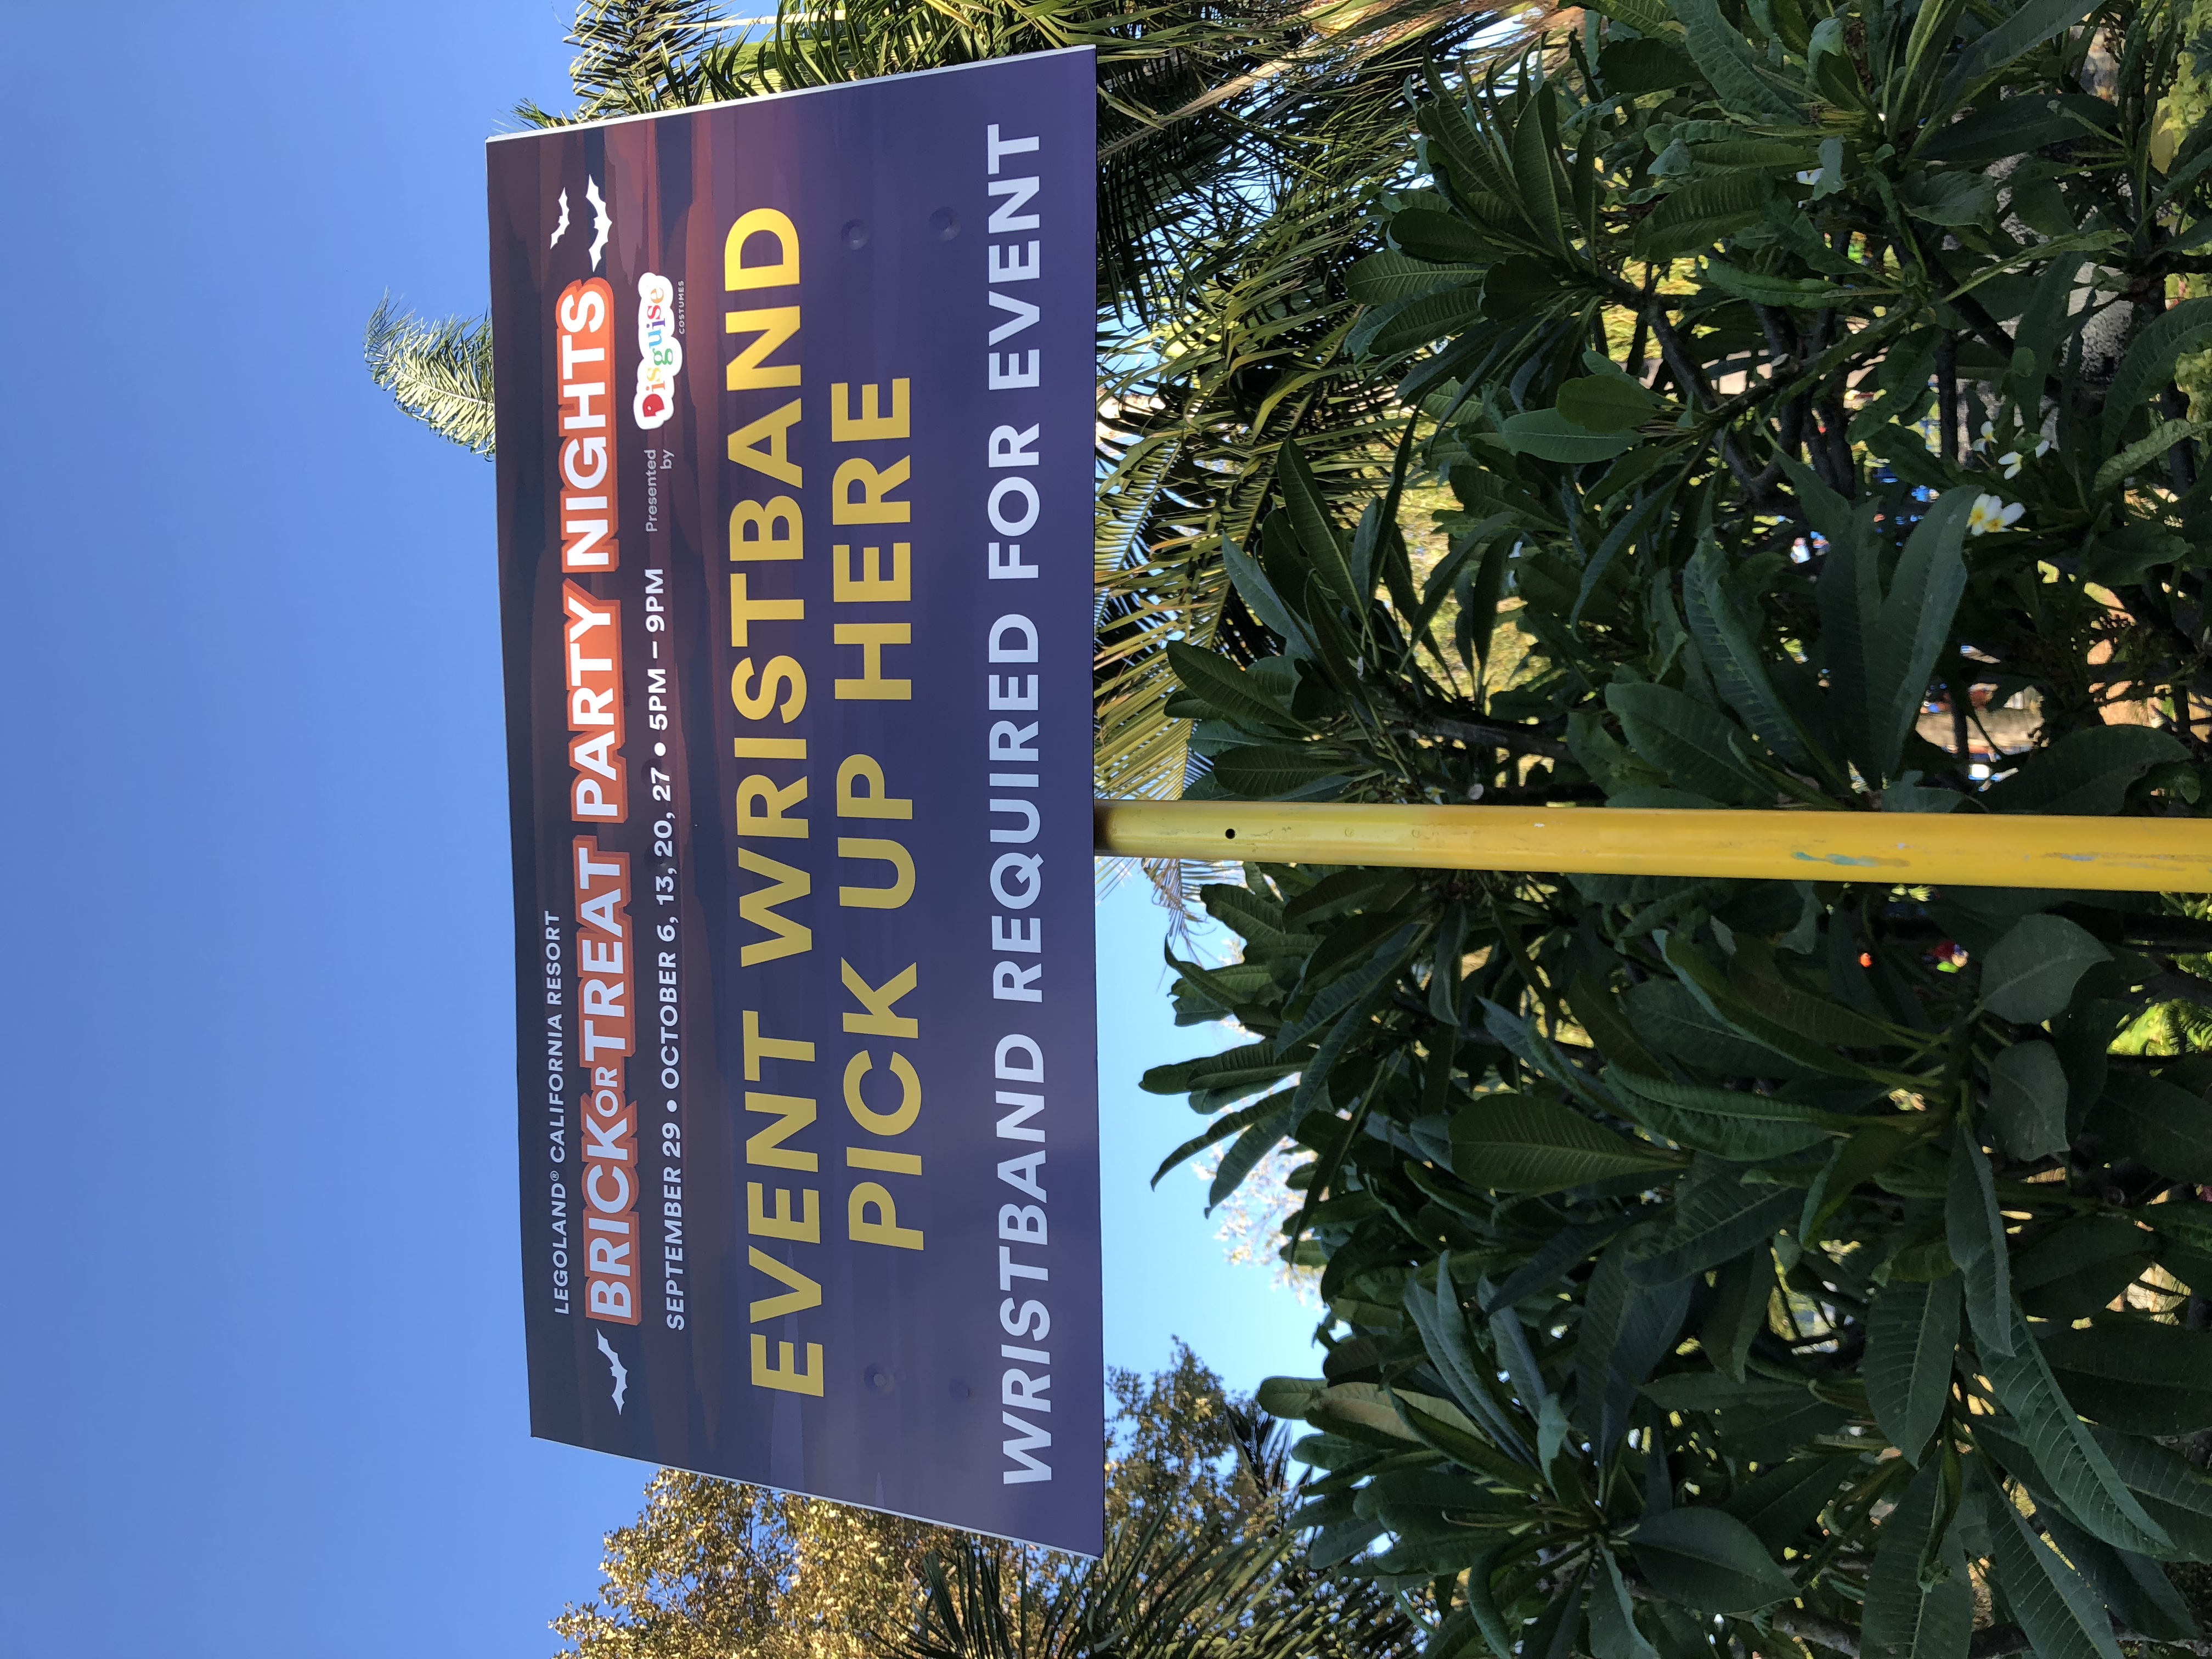 LEGOLAND® CALIFORNIA RESORT
BRICK OR TREAT PARTY NIGHTS
SEPTEMBER 29 • OCTOBER 6, 13, 20, 27 • 5PM – 9PM
Presented by
Disguise
COSTUMES
EVENT WRISTBAND
PICK UP HERE
WRISTBAND REQUIRED FOR EVENT